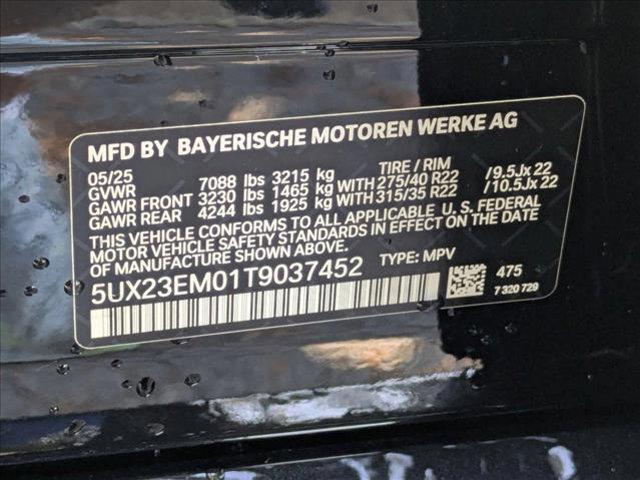 MFD BY BAYERISCHE MOTOREN WERKE AG
05/25 TIRE / RIM
GVWR 7088 lbs 3215 kg
GAWR FRONT 3230 lbs 1465 kg WITH 275/40 R22 /9.5Jx 22
GAWR REAR 4244 lbs 1925 kg WITH 315/35 R22 /10.5Jx 22
THIS VEHICLE CONFORMS TO ALL APPLICABLE U.S. FEDERAL
MOTOR VEHICLE SAFETY STANDARDS IN EFFECT ON THE DATE
OF MANUFACTURE SHOWN ABOVE.
5UX23EM01T9037452 TYPE: MPV
475
7 320 729